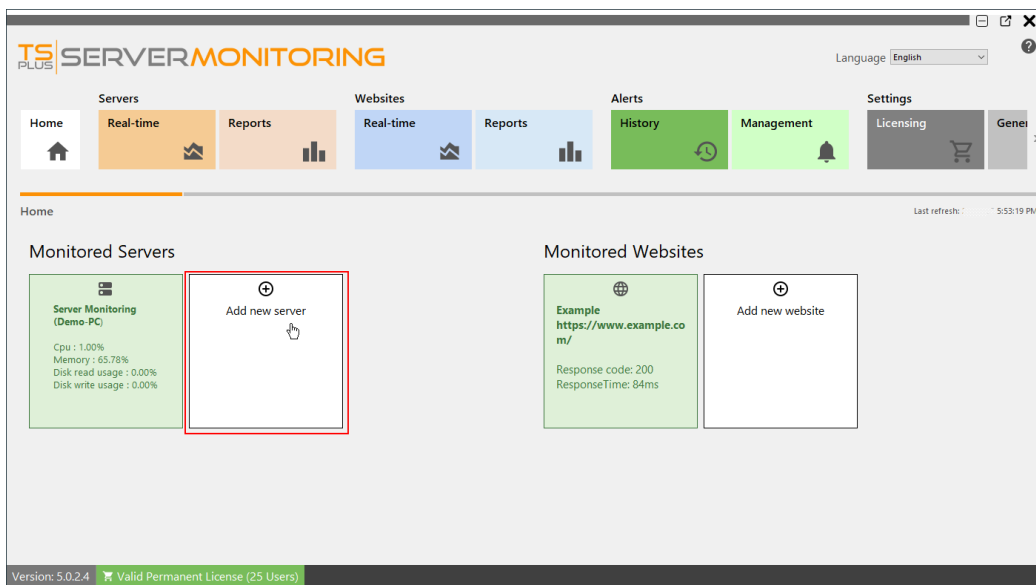 TS PLUS SERVERMONITORING
Language English
Servers
Websites
Alerts
Settings
Home
Real-time
Reports
Real-time
Reports
History
Management
Licensing
Home
Last refresh: 5:53:19 PM
Monitored Servers
Monitored Websites
Server Monitoring
(Demo-PC)
Cpu : 1.00%
Memory : 65.78%
Disk read usage : 0.00%
Disk write usage : 0.00%
Add new server
Example
https://www.example.co
m/
Response code: 200
ResponseTime: 84ms
Add new website
Version: 5.0.2.4
Valid Permanent License (25 Users)